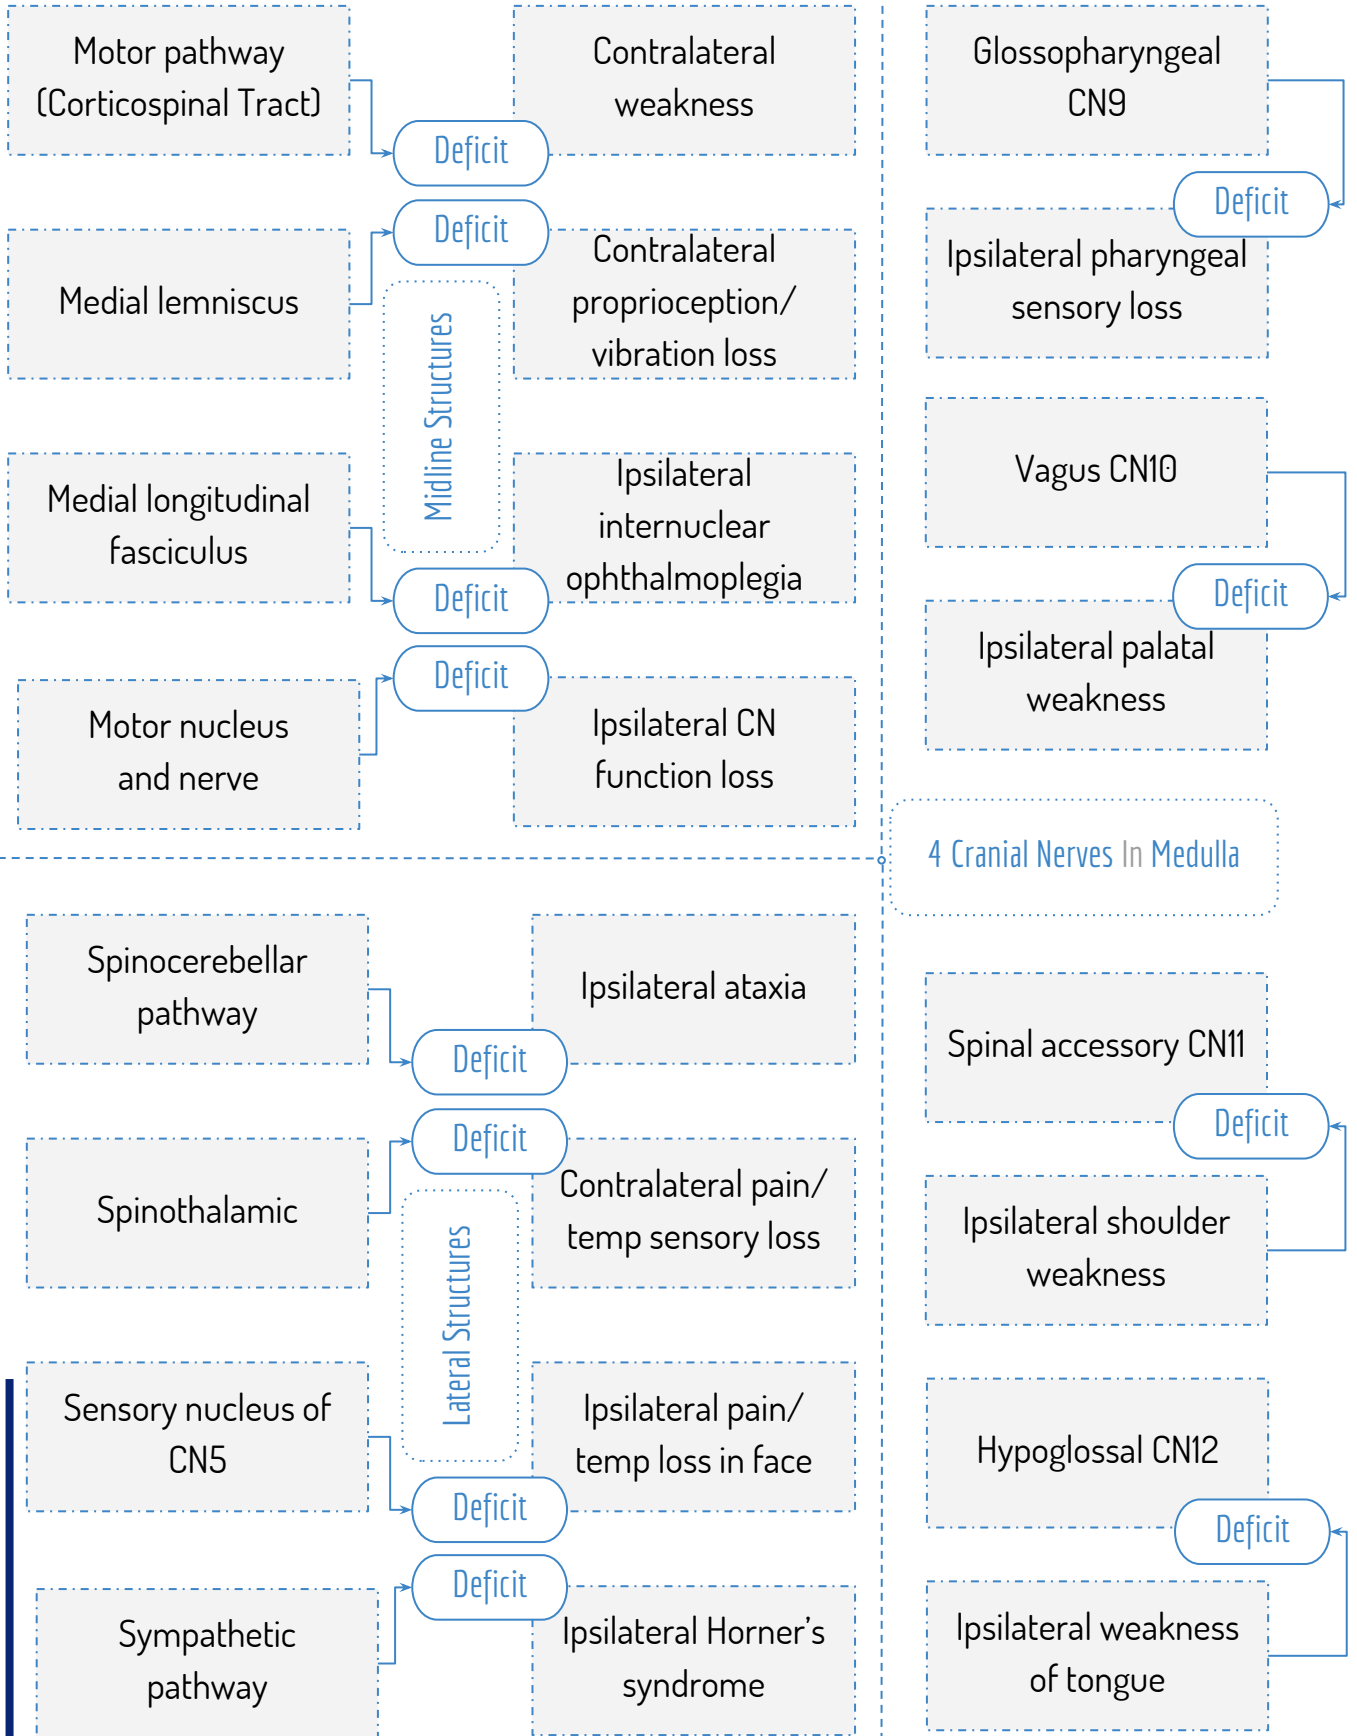 Motor pathway
(Corticospinal Tract)
Deficit
Contralateral
weakness
Medial lemniscus
Deficit
Contralateral
proprioception/
vibration loss
Midline Structures
Medial longitudinal
fasciculus
Deficit
Ipsilateral
internuclear
ophthalmoplegia
Motor nucleus
and nerve
Deficit
Ipsilateral CN
function loss
Spinocerebellar
pathway
Deficit
Ipsilateral ataxia
Spinothalamic
Deficit
Contralateral pain/
temp sensory loss
Lateral Structures
Sensory nucleus of
CN5
Deficit
Ipsilateral pain/
temp loss in face
Sympathetic
pathway
Deficit
Ipsilateral Horner’s
syndrome
Glossopharyngeal
CN9
Deficit
Ipsilateral pharyngeal
sensory loss
Vagus CN10
Deficit
Ipsilateral palatal
weakness
4 Cranial Nerves In Medulla
Spinal accessory CN11
Deficit
Ipsilateral shoulder
weakness
Hypoglossal CN12
Deficit
Ipsilateral weakness
of tongue